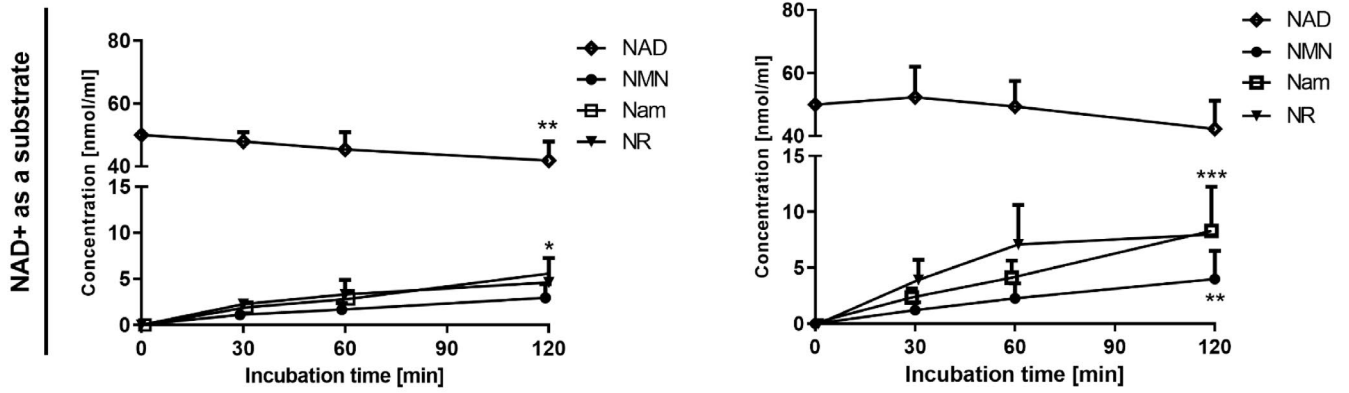 NAD+ as a substrate
Concentration [nmol/ml]
80
60
40
15
10
5
0
0 30 60 90 120
Incubation time [min]
**
*
NAD
NMN
Nam
NR
Concentration [nmol/ml]
80
60
40
15
10
5
0
0 30 60 90 120
Incubation time [min]
***
**
NAD
NMN
Nam
NR